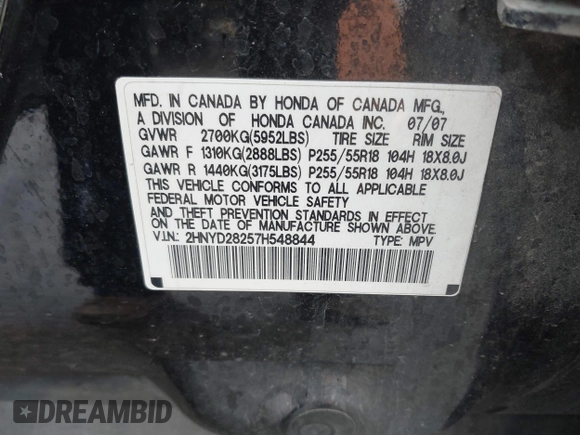 MFD. IN CANADA BY HONDA OF CANADA MFG.,
A DIVISION OF HONDA CANADA INC. 07/07
GVWR 2700KG(5952LBS) TIRE SIZE RIM SIZE
GAWR F 1310KG(2888LBS) P255/55R18 104H 18X8.0J
GAWR R 1440KG(3175LBS) P255/55R18 104H 18X8.0J
THIS VEHICLE CONFORMS TO ALL APPLICABLE
FEDERAL MOTOR VEHICLE SAFETY
AND THEFT PREVENTION STANDARDS IN EFFECT
ON THE DATE OF MANUFACTURE SHOWN ABOVE.
V.I.N.: 2HNYD28257H548844 TYPE: MPV
DREAMBID